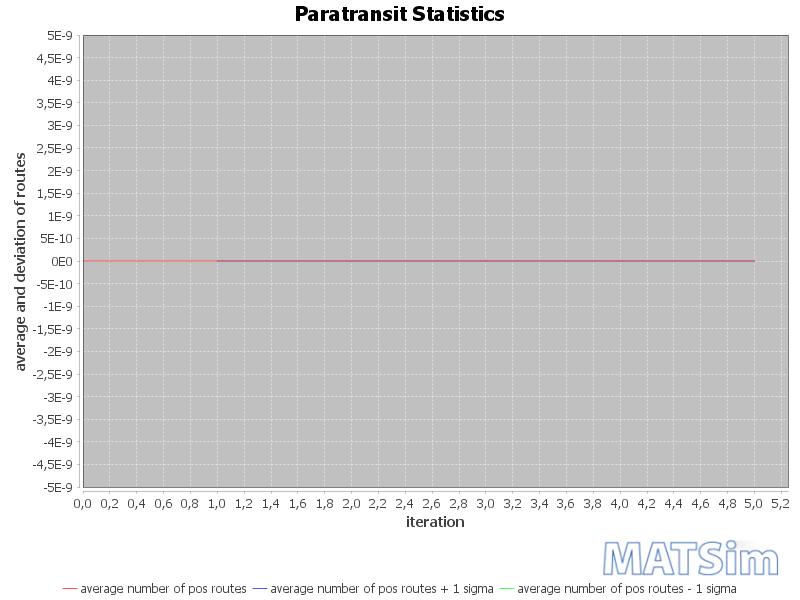 Paratransit Statistics
average and deviation of routes
5E-9
4,5E-9
4E-9
3,5E-9
3E-9
2,5E-9
2E-9
1,5E-9
1E-9
5E-10
0E0
-5E-10
-1E-9
-1,5E-9
-2E-9
-2,5E-9
-3E-9
-3,5E-9
-4E-9
-4,5E-9
-5E-9
0,0 0,2 0,4 0,6 0,8 1,0 1,2 1,4 1,6 1,8 2,0 2,2 2,4 2,6 2,8 3,0 3,2 3,4 3,6 3,8 4,0 4,2 4,4 4,6 4,8 5,0 5,2
iteration
MATSim
average number of pos routes average number of pos routes + 1 sigma average number of pos routes - 1 sigma